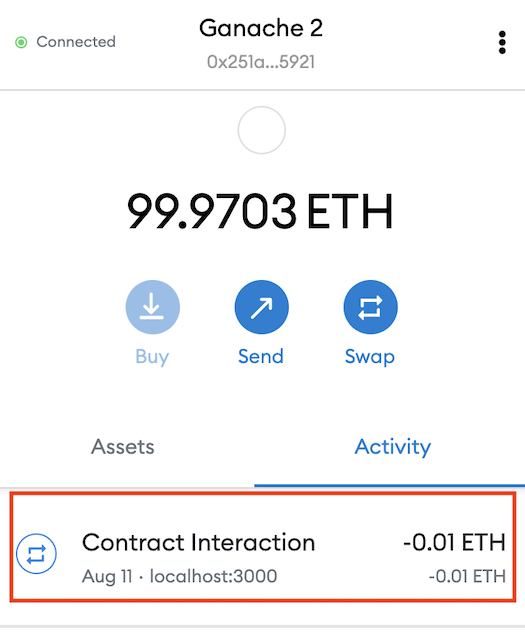 Connected
Ganache 2
0x251a...5921
99.9703 ETH
Buy Send Swap
Assets Activity
Contract Interaction -0.01 ETH
Aug 11 · localhost:3000 -0.01 ETH